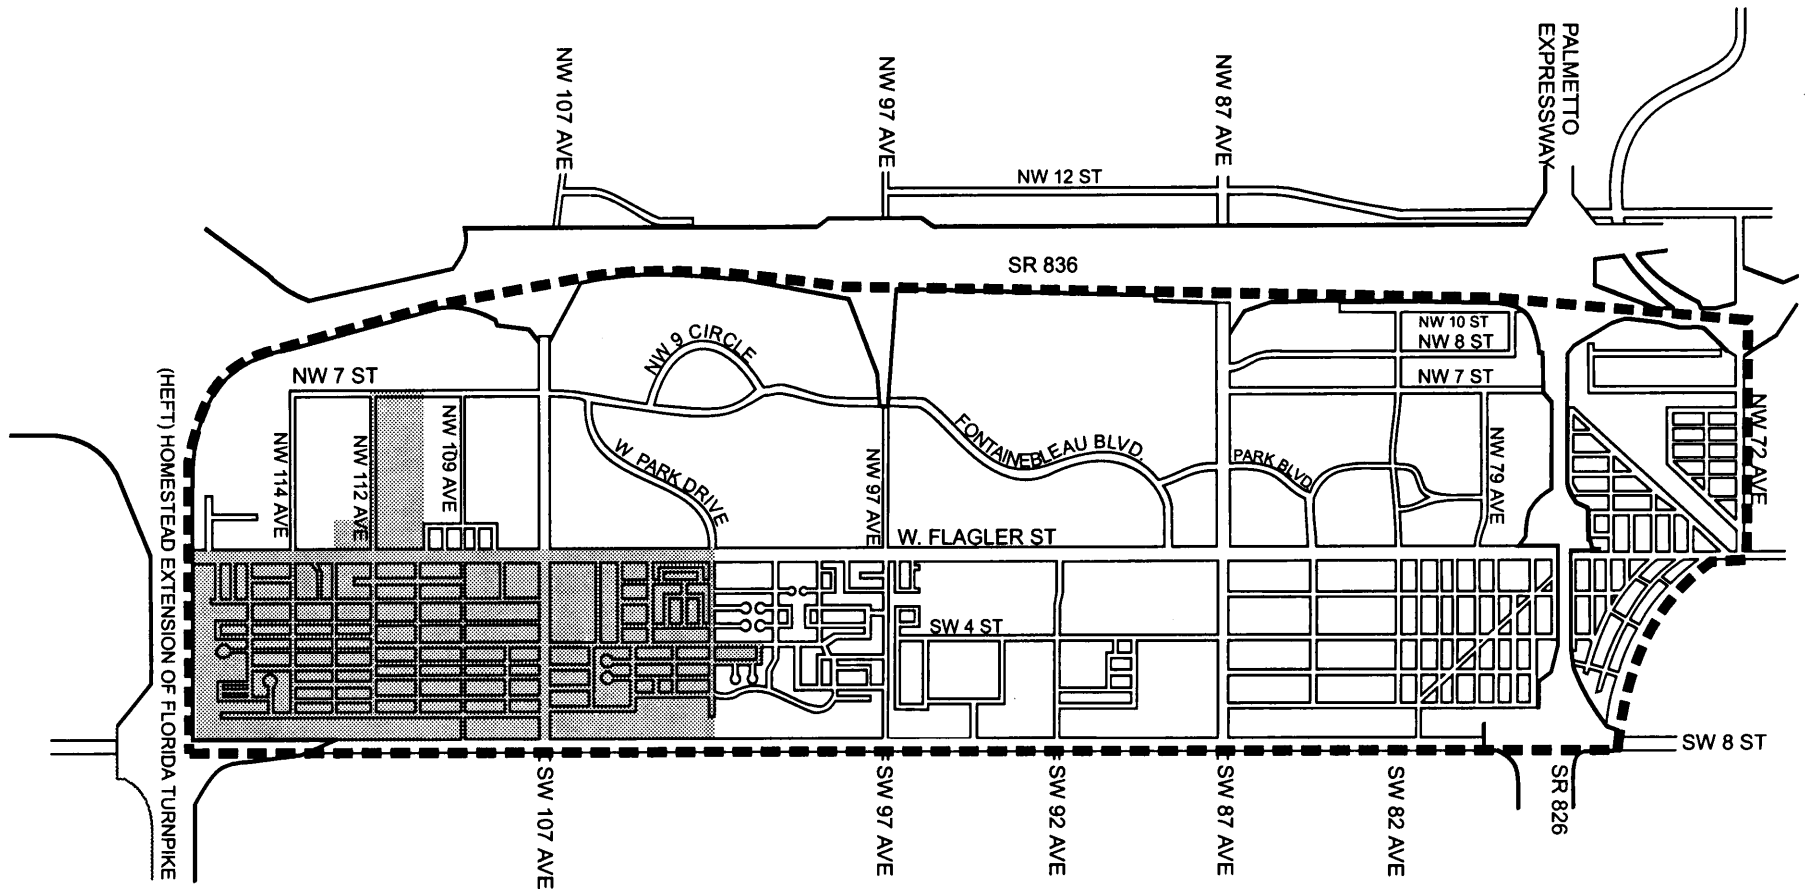 PALMETTO
EXPRESSWAY
NW 107 AVE
NW 97 AVE
NW 87 AVE
NW 12 ST
SR 836
NW 10 ST
NW 8 ST
NW 9 CIRCLE
NW 7 ST
NW 7 ST
(HEFT) HOMESTEAD EXTENSION OF FLORIDA TURNPIKE
NW 114 AVE
NW 112 AVE
NW 109 AVE
W. PARK DRIVE
NW 97 AVE
FONTAINEBLEAU BLVD.
PARK BLVD.
NW 79 AVE
NW 72 AVE
W. FLAGLER ST
SW 4 ST
SW 8 ST
SW 107 AVE
SW 97 AVE
SW 92 AVE
SW 87 AVE
SW 82 AVE
SR 826